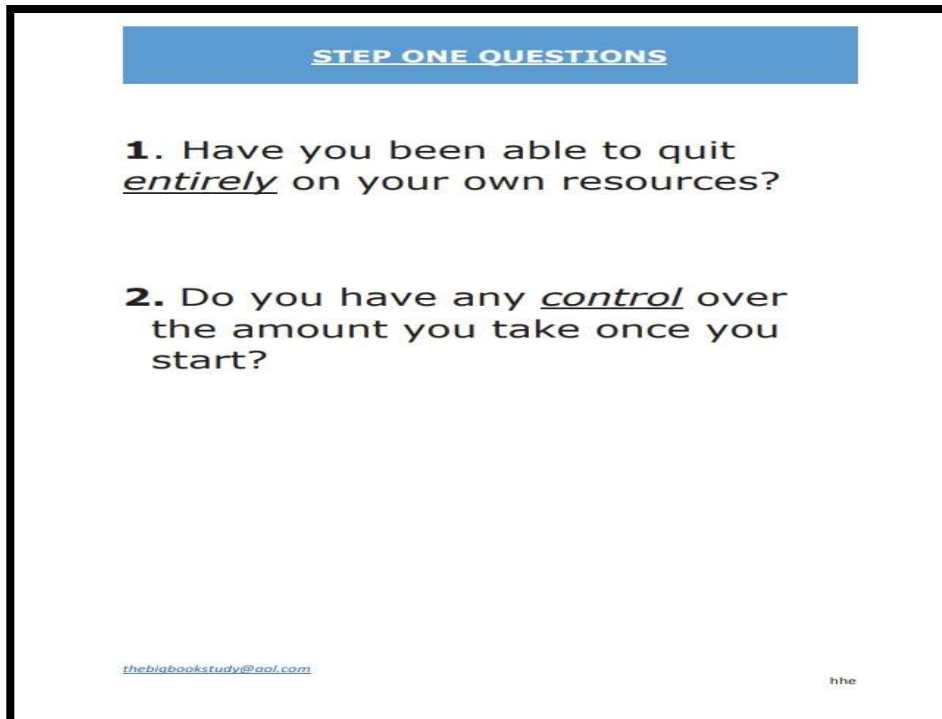 STEP ONE QUESTIONS
1. Have you been able to quit
entirely on your own resources?
2. Do you have any control over
the amount you take once you
start?
thebigbookstudy@aol.com
hhe